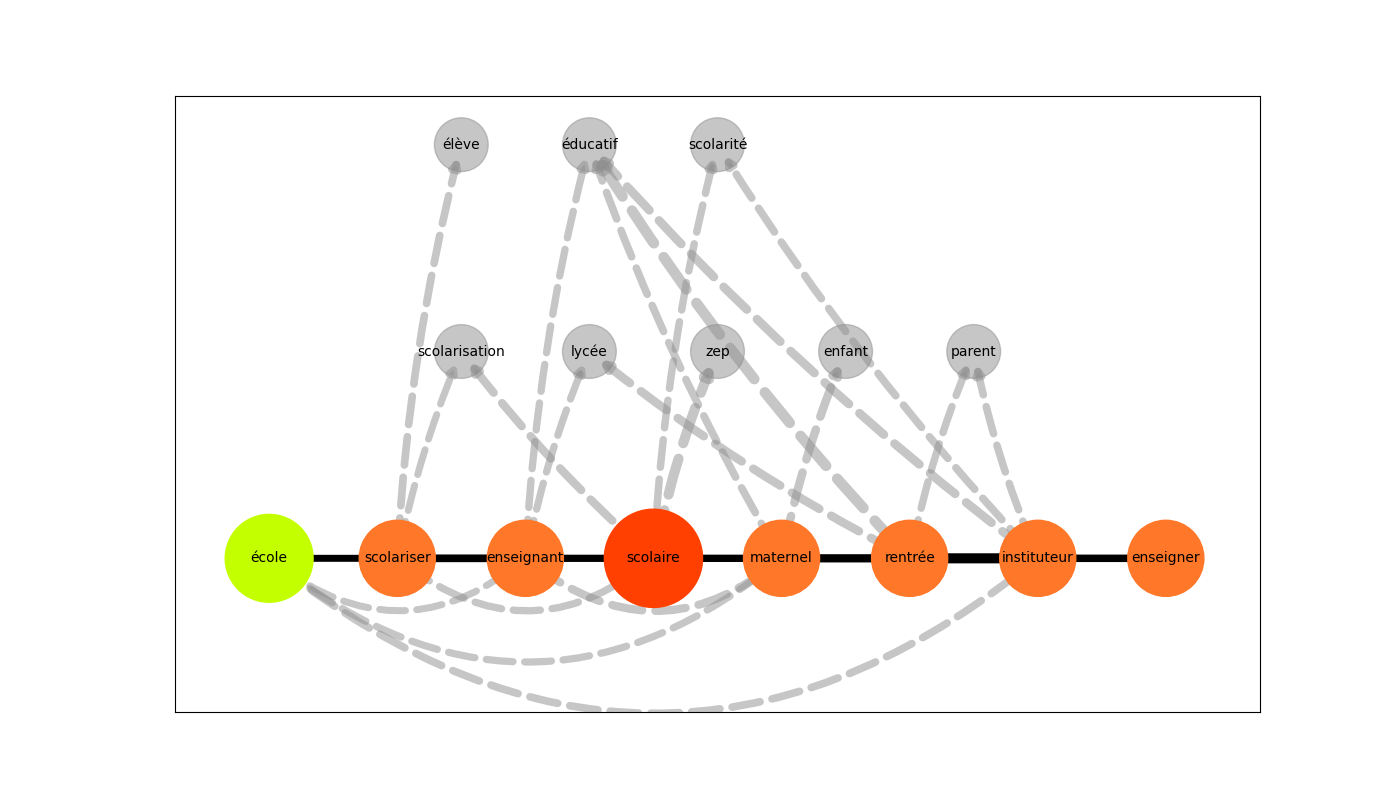 élève éducatif scolarité
scolarisation lycée zep enfant parent
école scolariser enseignant scolaire maternel rentrée instituteur enseigner